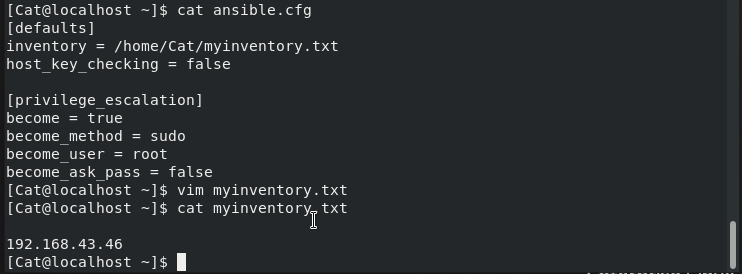 [Cat@localhost ~]$ cat ansible.cfg
[defaults]
inventory = /home/Cat/myinventory.txt
host_key_checking = false
[privilege_escalation]
become = true
become_method = sudo
become_user = root
become_ask_pass = false
[Cat@localhost ~]$ vim myinventory.txt
[Cat@localhost ~]$ cat myinventory.txt
192.168.43.46
[Cat@localhost ~]$